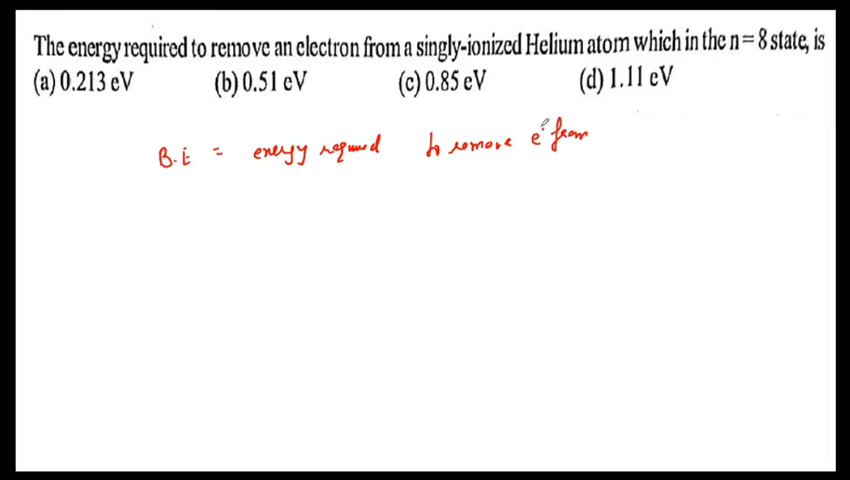 The energy required to remove an electron from a singly-ionized Helium atom which in the n = 8 state, is
(a) 0.213 eV (b) 0.51 eV (c) 0.85 eV (d) 1.11 eV
B.E = energy required to remove e⁻ from